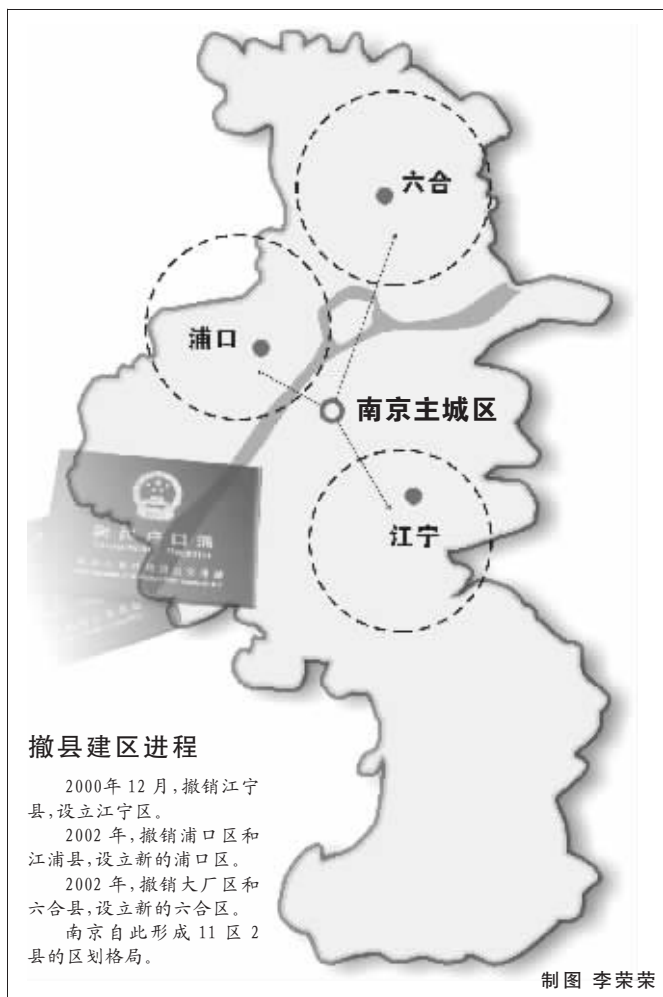 六合
浦口
南京主城区
江宁
居民户口簿
撤县建区进程
2000年12月,撤销江宁
县,设立江宁区。
2002年,撤销浦口区和
江浦县,设立新的浦口区。
2002年,撤销大厂区和
六合县,设立新的六合区。
南京自此形成11区2
县的区划格局。
制图 李荣荣